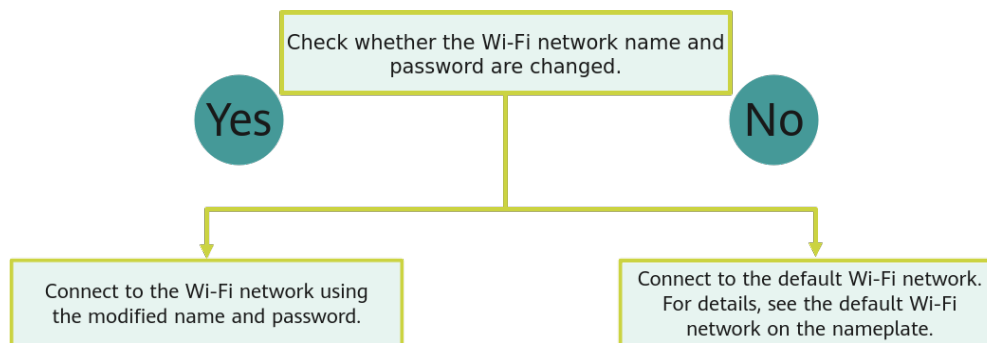 Check whether the Wi-Fi network name and
password are changed.
Yes
No
Connect to the Wi-Fi network using
the modified name and password.
Connect to the default Wi-Fi network.
For details, see the default Wi-Fi
network on the nameplate.